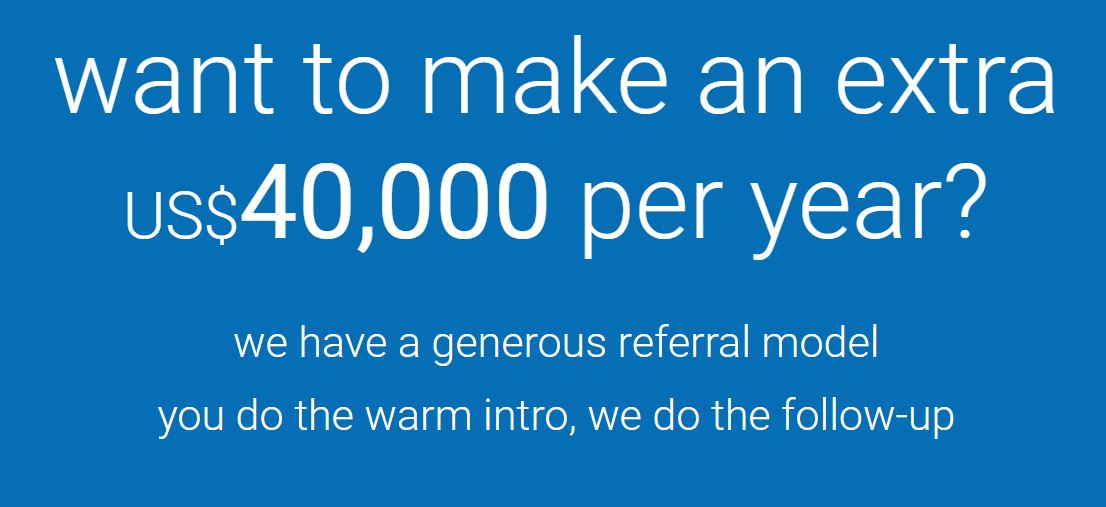 want to make an extra
US$40,000 per year?
we have a generous referral model
you do the warm intro, we do the follow-up